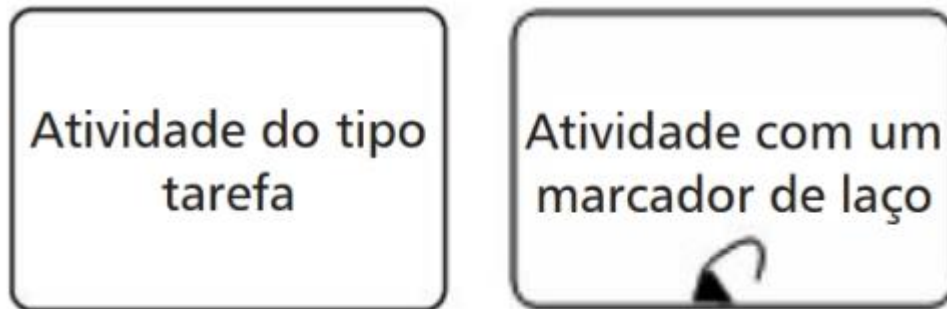 Atividade do tipo
tarefa
Atividade com um
marcador de laço